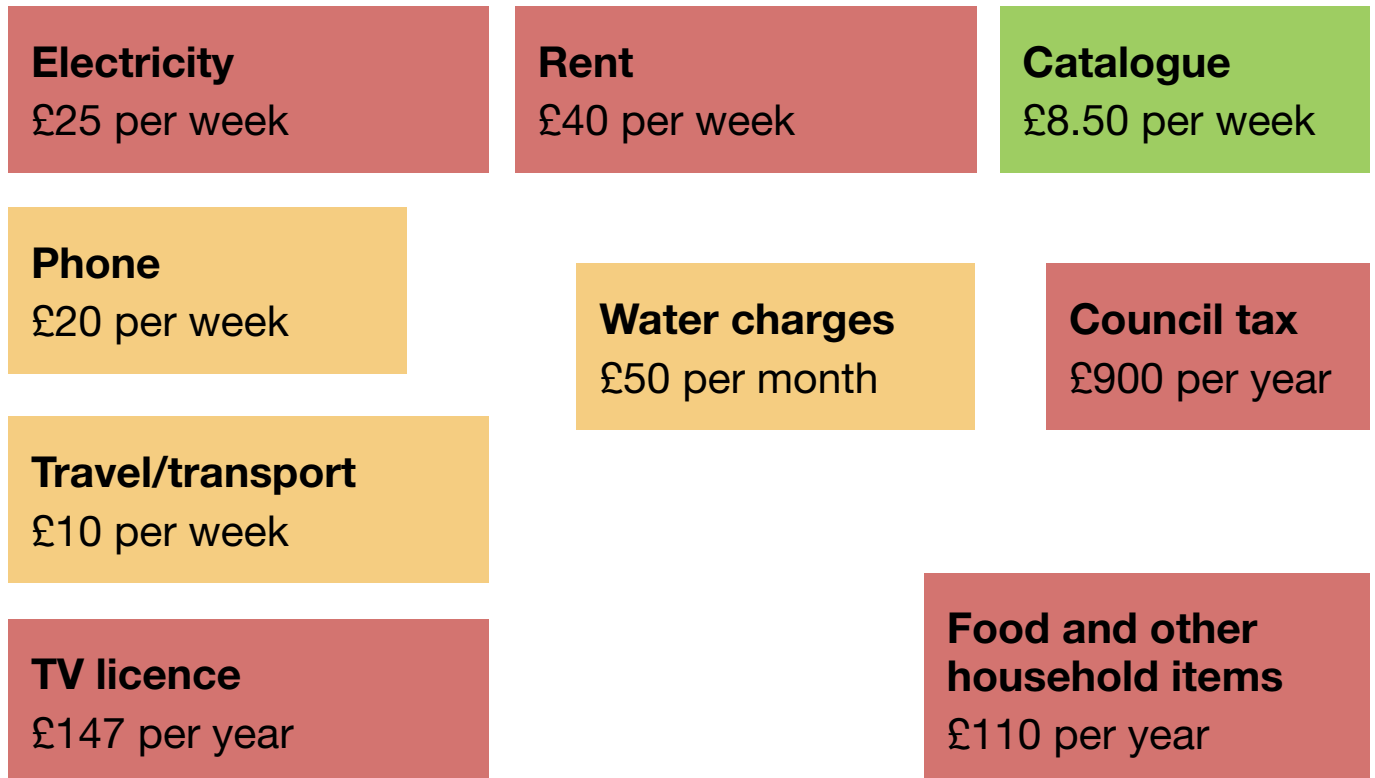 Electricity
£25 per week
Rent
£40 per week
Catalogue
£8.50 per week
Phone
£20 per week
Water charges
£50 per month
Council tax
£900 per year
Travel/transport
£10 per week
TV licence
£147 per year
Food and other
household items
£110 per year